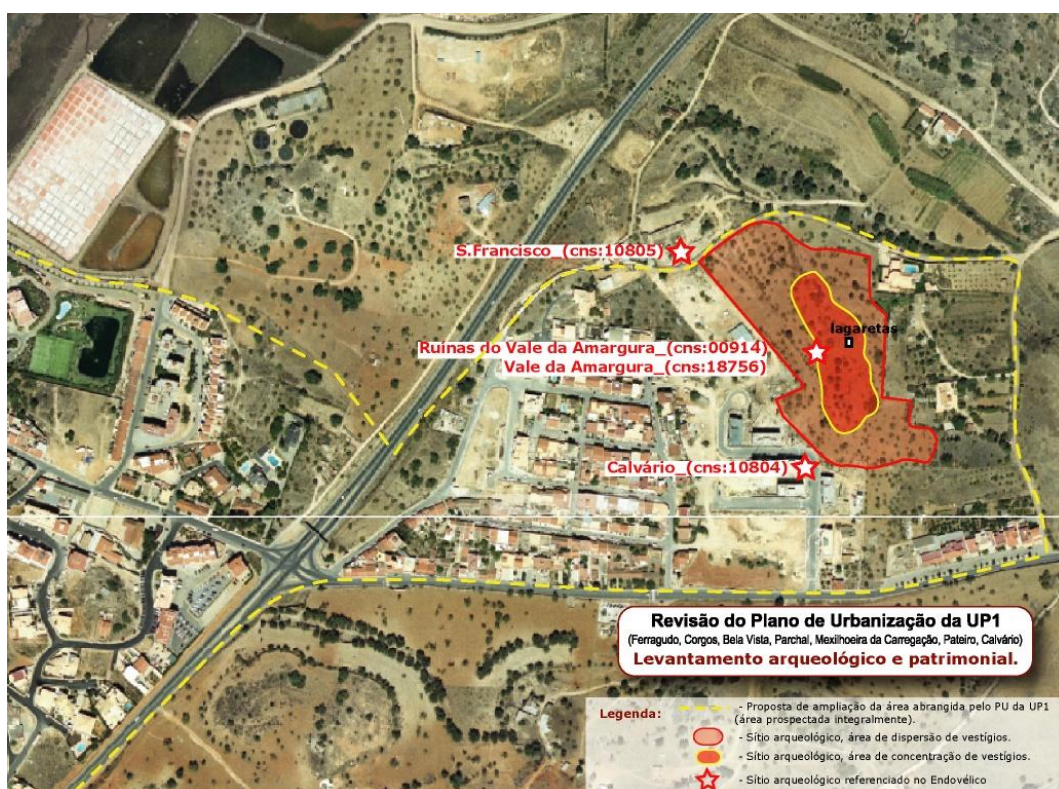 S.Francisco_(cns:10805)
lagaretas
Ruínas do Vale da Amargura_(cns:00914)
Vale da Amargura_(cns:18756)
Calvário_(cns:10804)
Revisão do Plano de Urbanização da UP1
(Ferragudo, Corgos, Bela Vista, Parchal, Mexilhoeira da Carregação, Pateiro, Calvário)
Levantamento arqueológico e patrimonial.
Legenda:
- Proposta de ampliação da área abrangida pelo PU da UP1
(área prospectada integralmente).
- Sítio arqueológico, área de dispersão de vestígios.
- Sítio arqueológico, área de concentração de vestígios.
- Sítio arqueológico referenciado no Endovélico